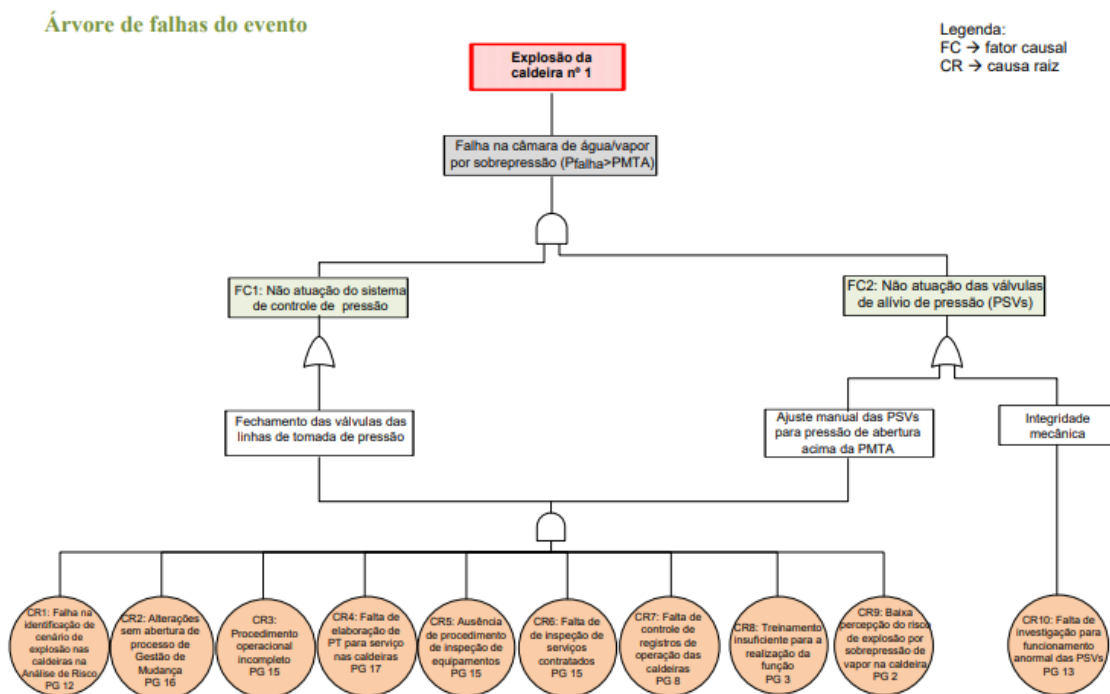 Árvore de falhas do evento
Legenda:
FC → fator causal
CR → causa raiz
Explosão da
caldeira nº 1
Falha na câmara de água/vapor
por sobrepressão (Pfalha>PMTA)
FC1: Não atuação do sistema
de controle de pressão
FC2: Não atuação das válvulas
de alívio de pressão (PSVs)
Fechamento das válvulas das
linhas de tomada de pressão
Ajuste manual das PSVs
para pressão de abertura
acima da PMTA
Integridade
mecânica
CR1: Falha na
identificação de
cenário de
explosão nas
caldeiras na
Análise de Risco
PG 12
CR2: Alterações
sem abertura de
processo de
Gestão de
Mudança
PG 16
CR3:
Procedimento
operacional
incompleto
PG 15
CR4: Falta de
elaboração de
PT para serviço
nas caldeiras
PG 17
CR5: Ausência
de procedimento
de inspeção de
equipamentos
PG 15
CR6: Falta de
de inspeção de
serviços
contratados
PG 15
CR7: Falta de
controle de
registros de
operação das
caldeiras
PG 8
CR8: Treinamento
insuficiente para a
realização da
função
PG 3
CR9: Baixa
percepção do risco
de explosão por
sobrepressão de
vapor na caldeira
PG 2
CR10: Falta de
investigação para
funcionamento
anormal das PSVs
PG 13